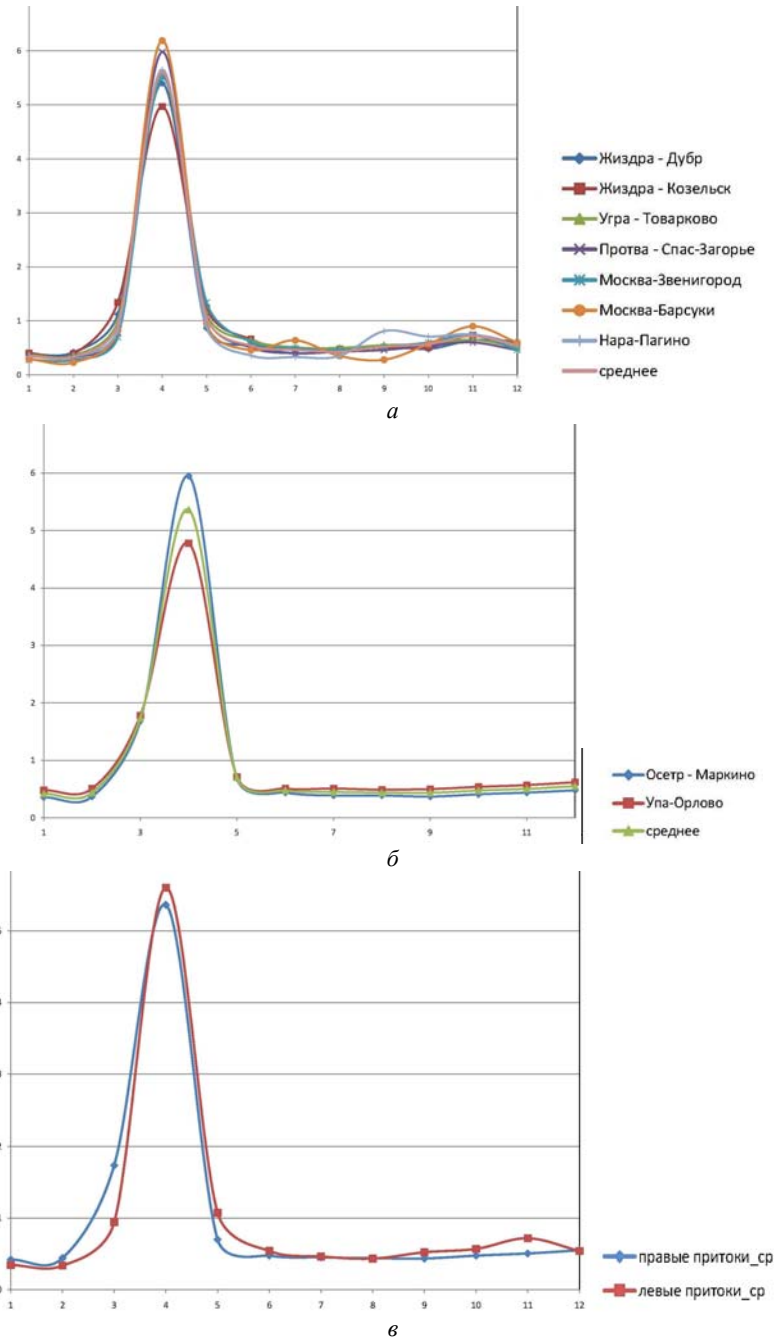 6
5
4
3
2
1
0
1 2 3 4 5 6 7 8 9 10 11 12
Жиздра - Дубр
Жиздра - Козельск
Угра - Товарково
Протва - Спас-Загорье
Москва-Звенигород
Москва-Барсуки
Нара-Пагино
среднее
а
6
5
4
3
2
1
0
1 3 5 7 9 11
Осетр - Маркино
Упа-Орлово
среднее
б
1 2 3 4 5 6 7 8 9 10 11 12
правые притоки_ср
левые притоки_ср
в